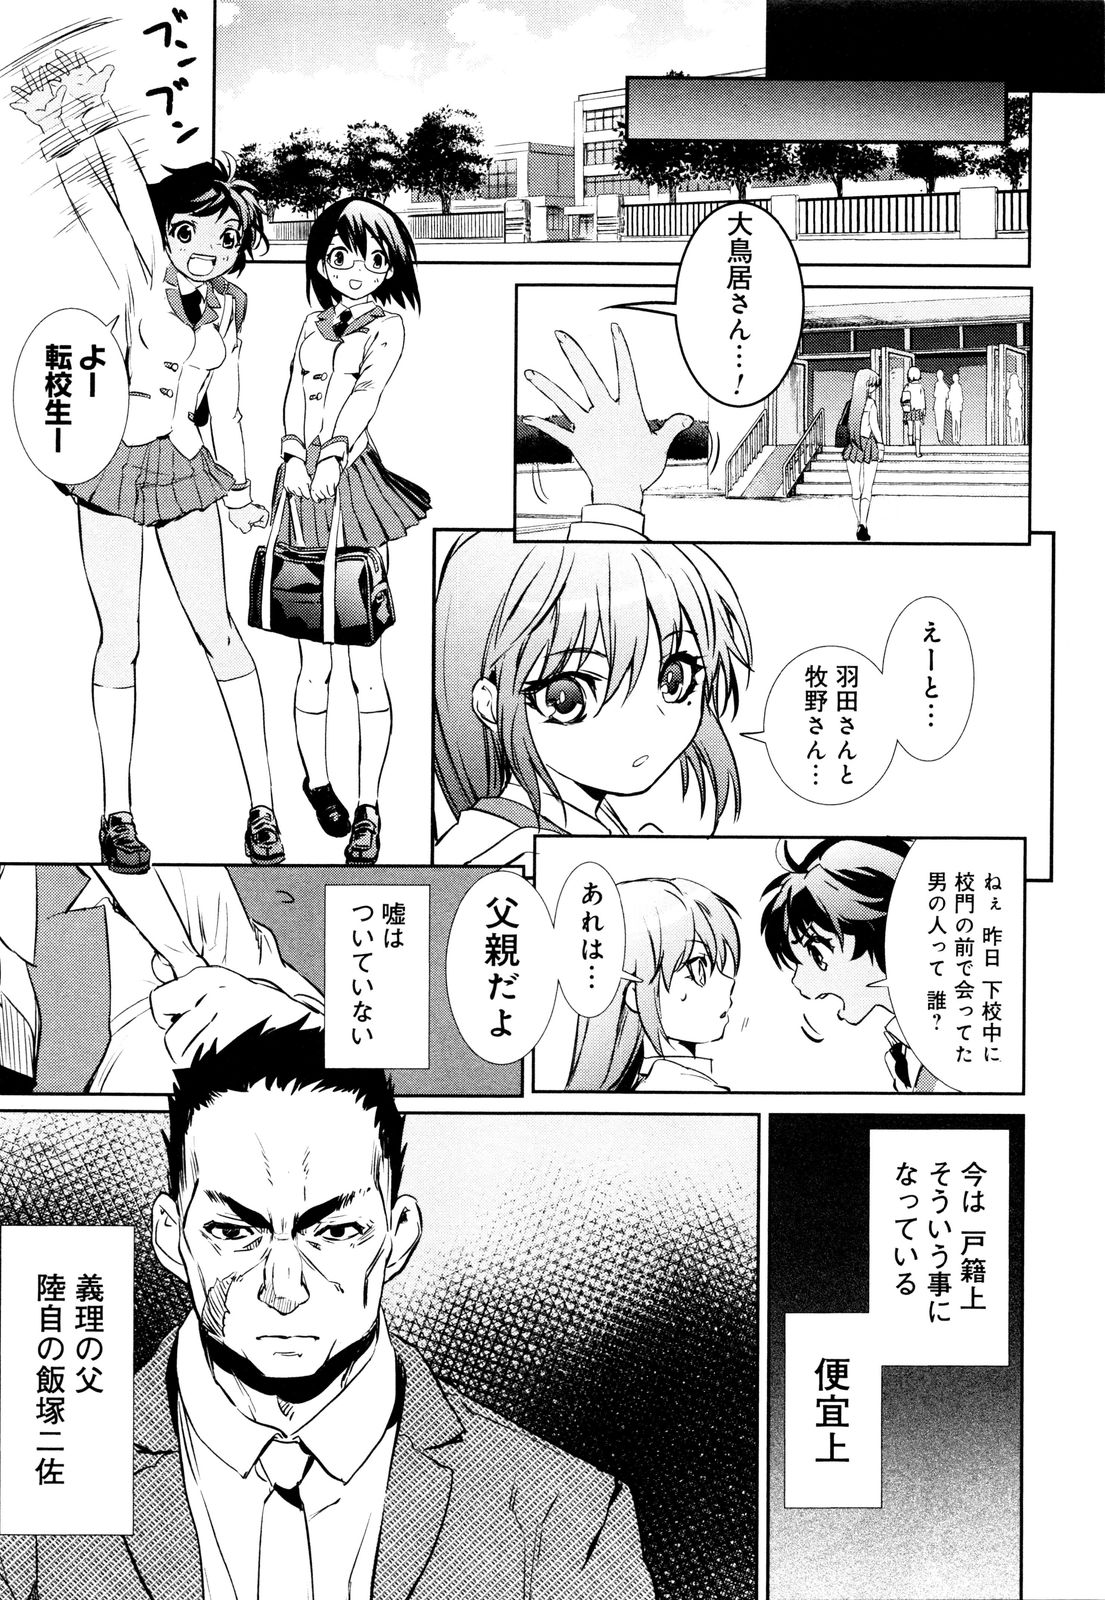 大鳥居さん…!
ブンブン
よー
転校生ー
えーと…
羽田さんと
牧野さん…
ねぇ 昨日 下校中に
校門の前で会ってた
男の人って 誰?
あれは…
父親だよ
嘘は
ついていない
今は 戸籍上
そういう事に
なっている
便宜上
義理の父
陸自の飯塚二佐